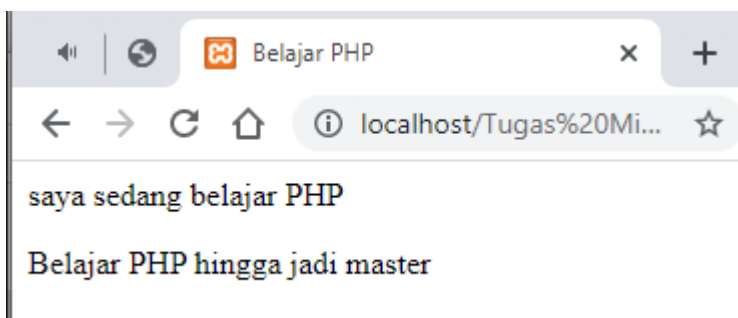 Belajar PHP
localhost/Tugas%20Mi...
saya sedang belajar PHP
Belajar PHP hingga jadi master